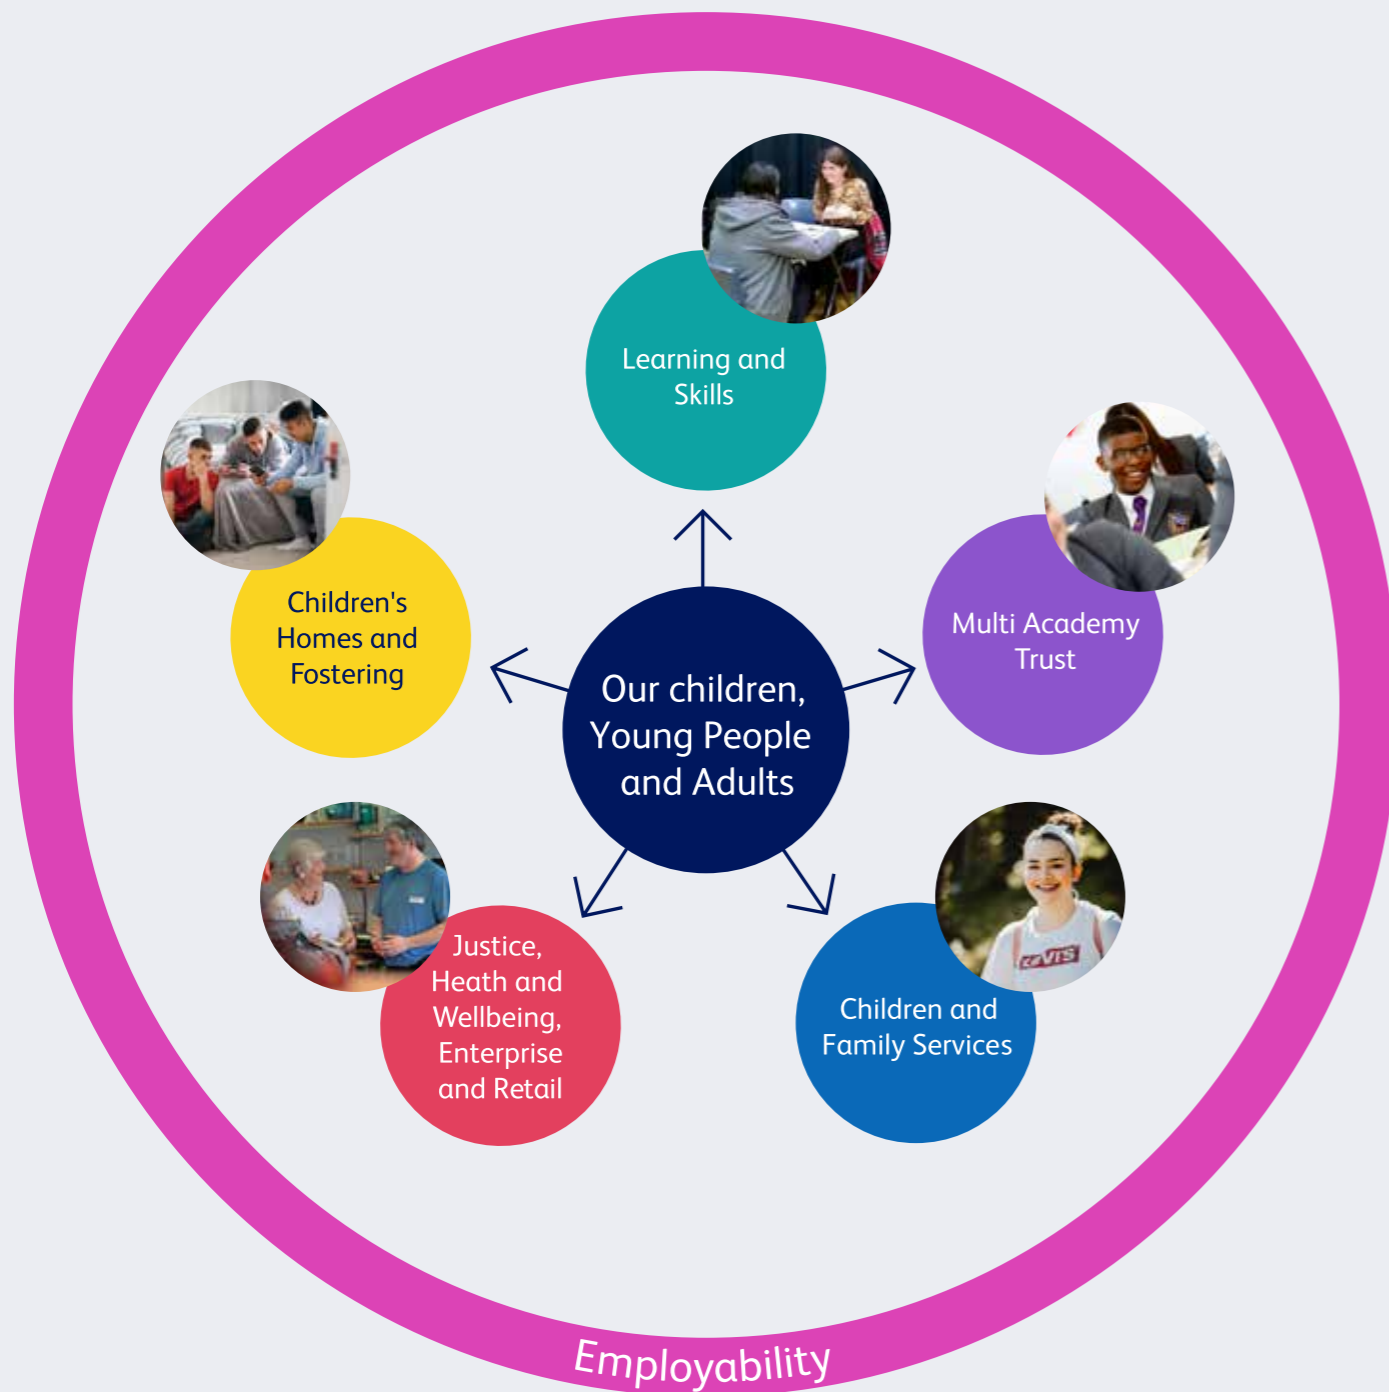 Learning and
Skills
Children's
Homes and
Fostering
Multi Academy
Trust
Our children,
Young People
and Adults
Justice,
Heath and
Wellbeing,
Enterprise
and Retail
Children and
Family Services
Employability